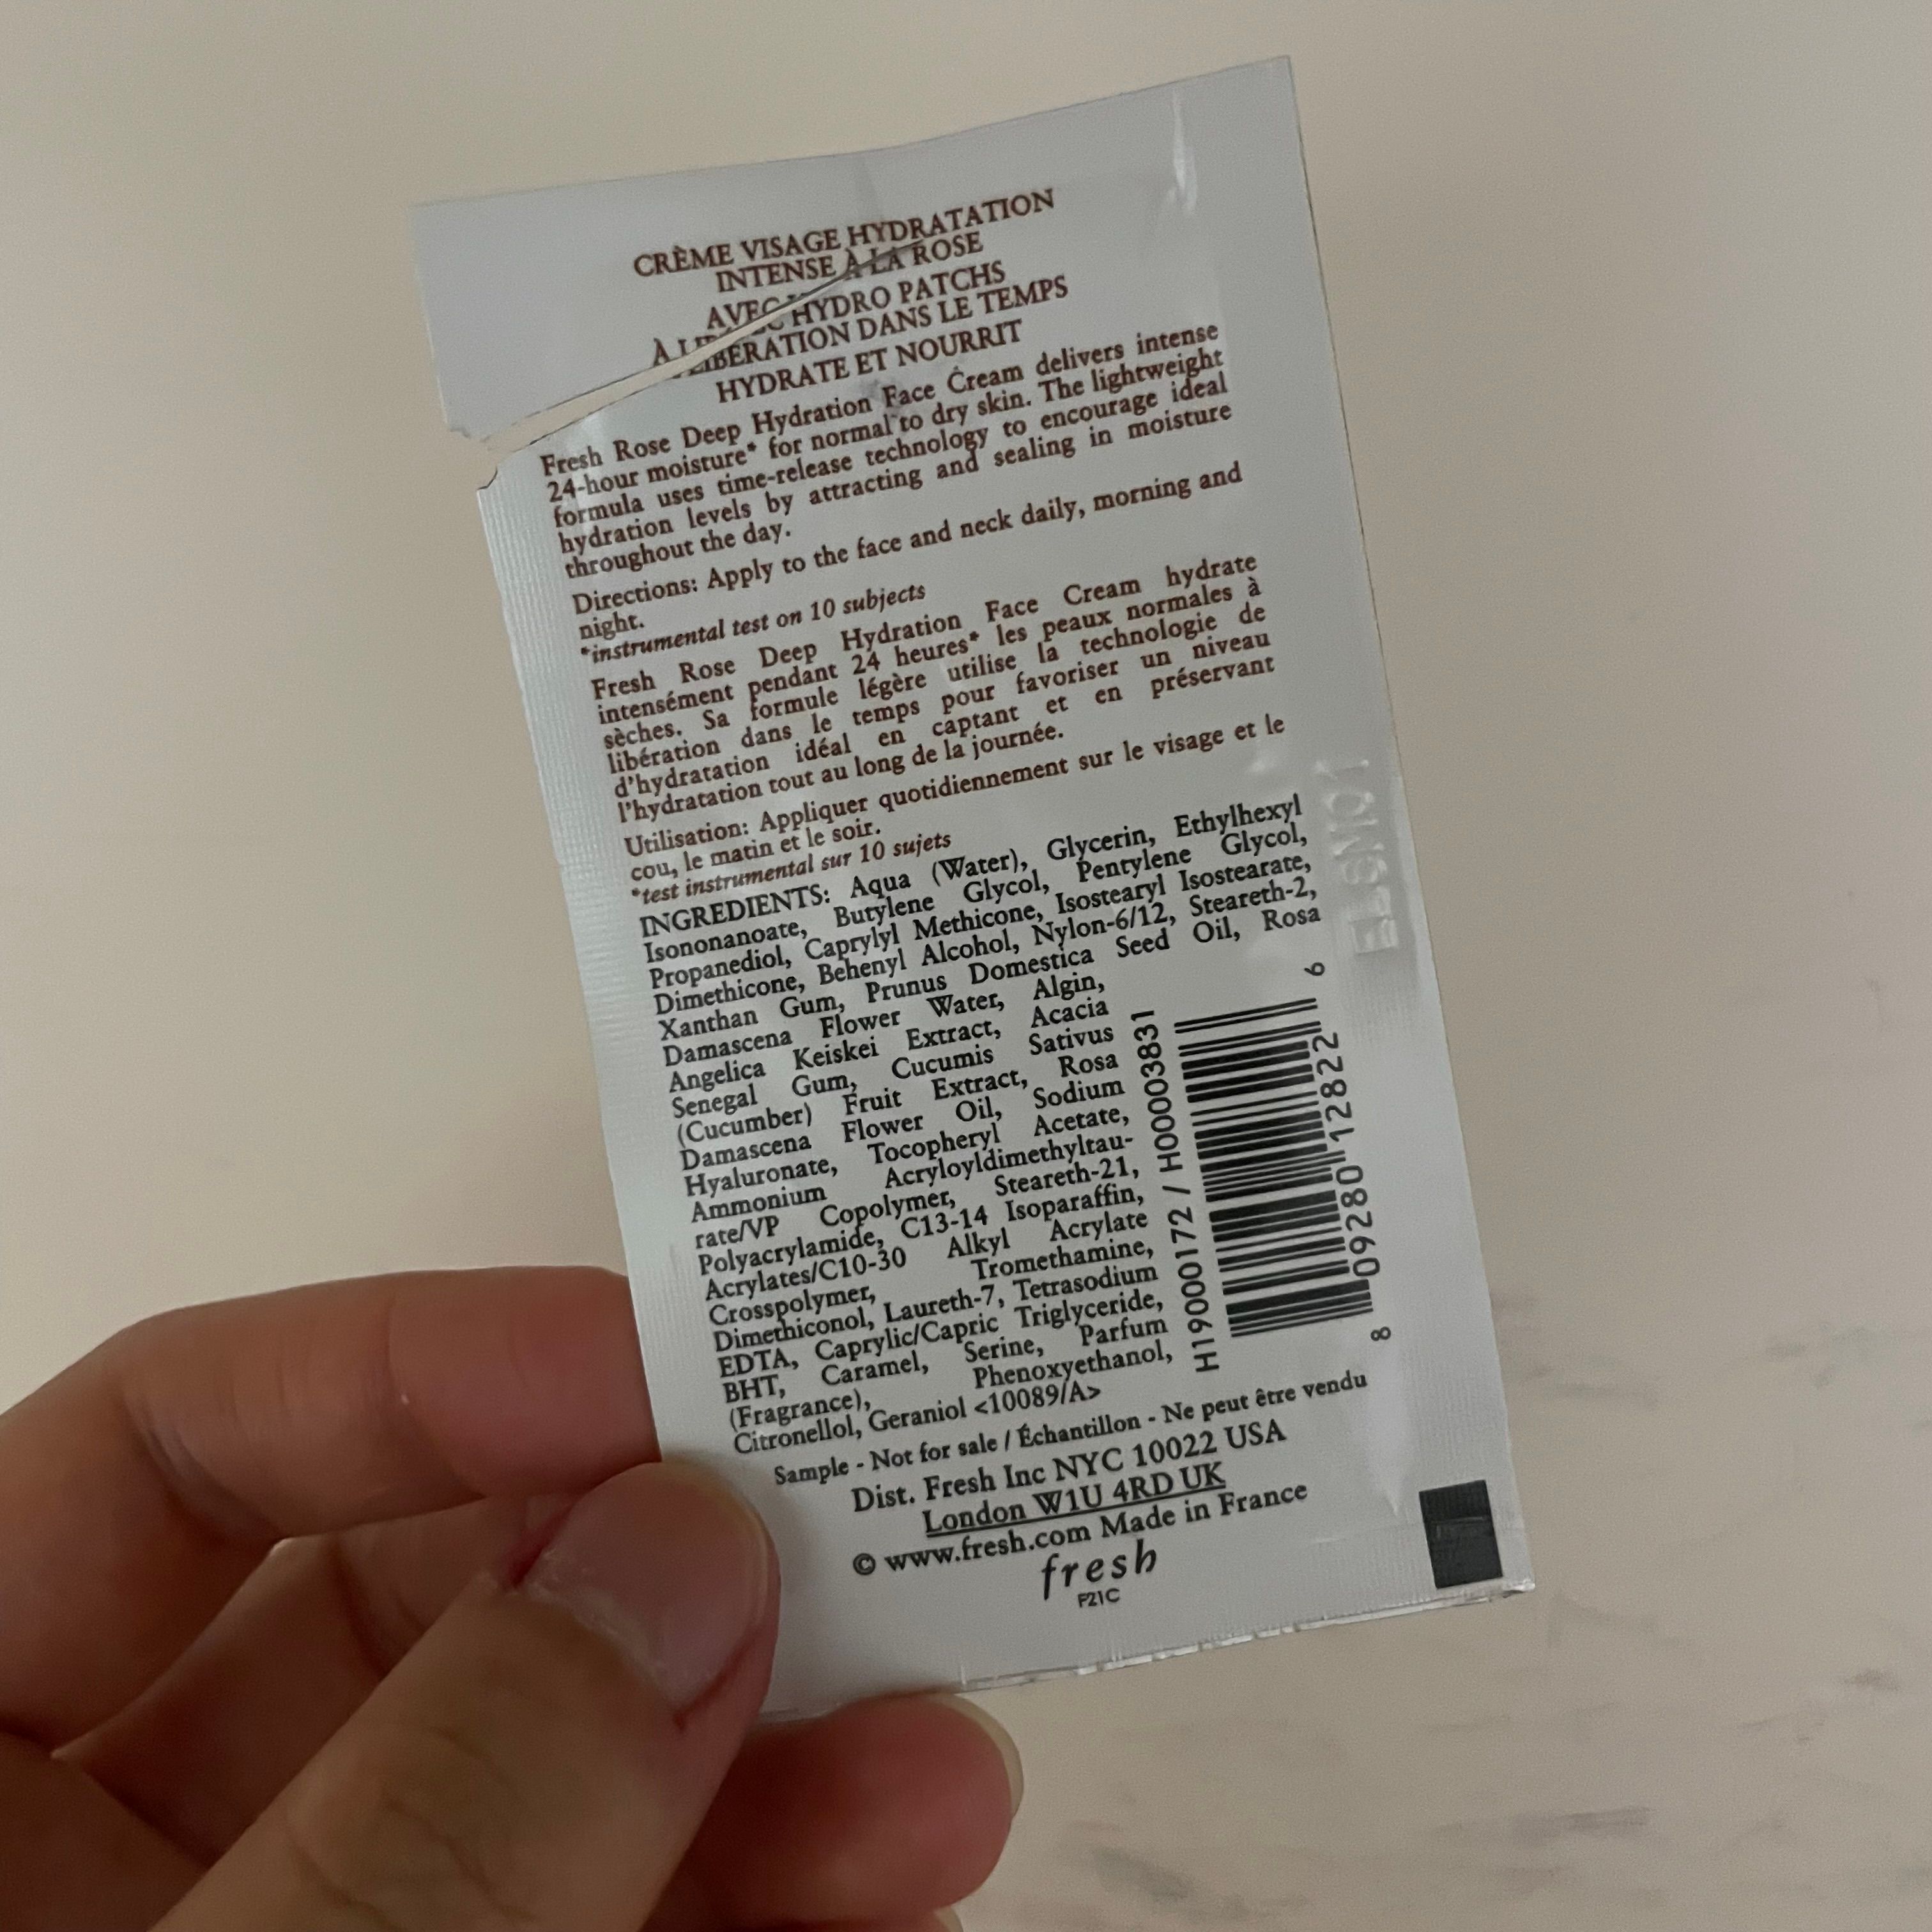 CRÈME VISAGE HYDRATATION
INTENSE À LA ROSE
AVEC HYDRO PATCHS
À LIBÉRATION DANS LE TEMPS
HYDRATE ET NOURRIT
Fresh Rose Deep Hydration Face Cream delivers intense
24-hour moisture* for normal to dry skin. The lightweight
formula uses time-release technology to encourage ideal
hydration levels by attracting and sealing in moisture
throughout the day.
Directions: Apply to the face and neck daily, morning and
night.
*instrumental test on 10 subjects
Fresh Rose Deep Hydration Face Cream hydrate
intensément pendant 24 heures* les peaux normales à
sèches. Sa formule légère utilise la technologie de
libération dans le temps pour favoriser un niveau
d'hydratation idéal en captant et en préservant
l'hydratation tout au long de la journée.
Utilisation: Appliquer quotidiennement sur le visage et le
cou, le matin et le soir.
*test instrumental sur 10 sujets
INGREDIENTS: Aqua (Water), Glycerin, Ethylhexyl
Isononanoate, Butylene Glycol, Pentylene Glycol,
Propanediol, Caprylyl Methicone, Isostearyl Isostearate,
Dimethicone, Behenyl Alcohol, Nylon-6/12, Steareth-2,
Xanthan Gum, Prunus Domestica Seed Oil, Rosa
Damascena Flower Water, Algin,
Angelica Keiskei Extract, Acacia
Senegal Gum, Cucumis Sativus
(Cucumber) Fruit Extract, Rosa
Damascena Flower Oil, Sodium
Hyaluronate, Tocopheryl Acetate,
Ammonium Acryloyldimethyltau-
rate/VP Copolymer, Steareth-21,
Polyacrylamide, C13-14 Isoparaffin,
Acrylates/C10-30 Alkyl Acrylate
Crosspolymer, Tromethamine,
Dimethiconol, Laureth-7, Tetrasodium
EDTA, Caprylic/Capric Triglyceride,
BHT, Caramel, Serine, Parfum
(Fragrance), Phenoxyethanol,
Citronellol, Geraniol <10089/A>
H19000172 / H00003831
8 09280 12822 6
Sample - Not for sale / Échantillon - Ne peut être vendu
Dist. Fresh Inc NYC 10022 USA
London W1U 4RD UK
© www.fresh.com Made in France
fresh
F21C